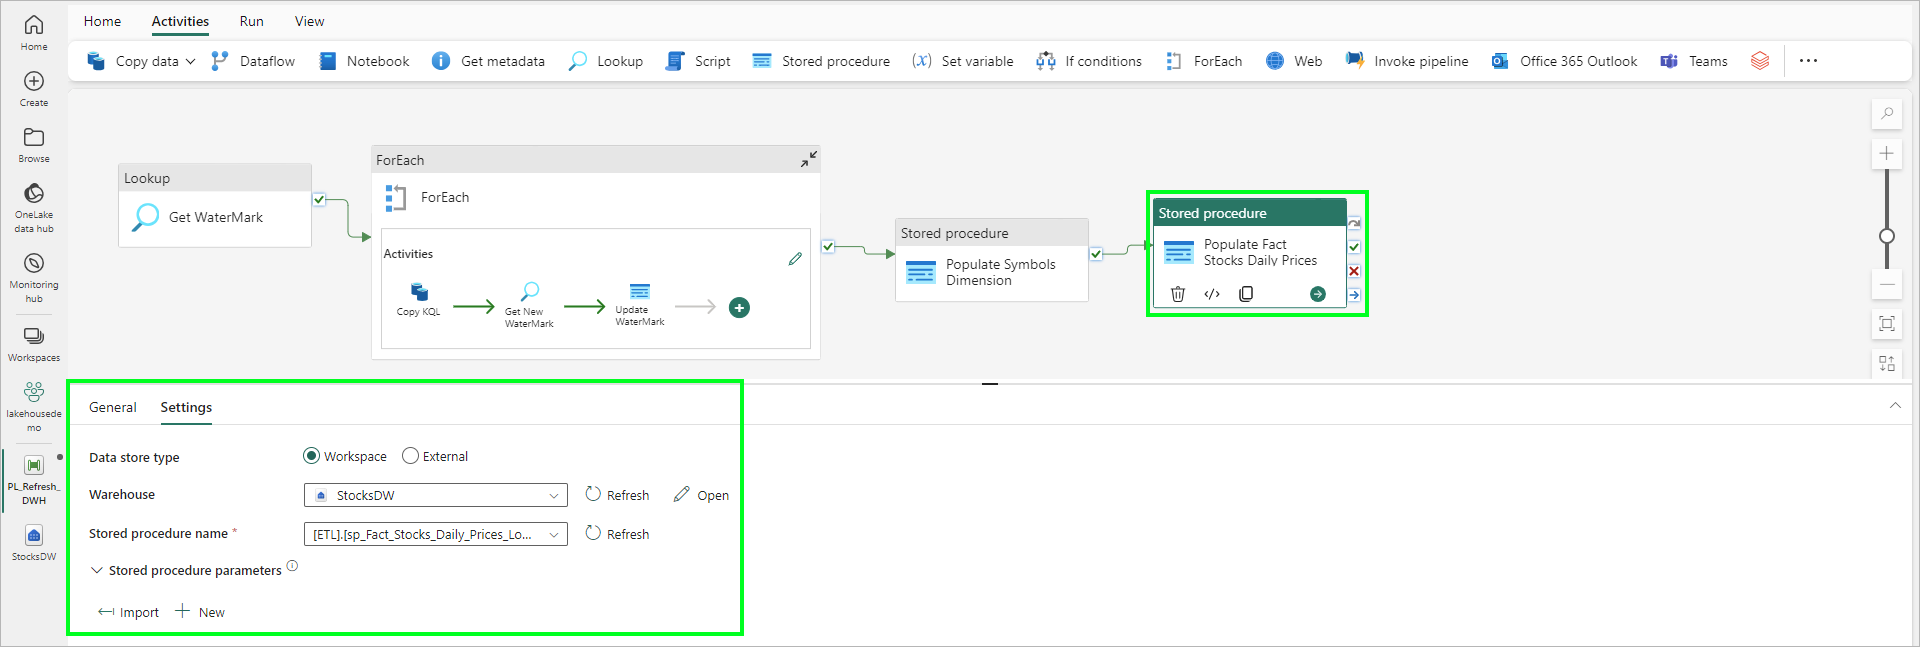 Home
Activities
Run
View
Copy data
Dataflow
Notebook
Get metadata
Lookup
Script
Stored procedure
(x) Set variable
If conditions
ForEach
Web
Invoke pipeline
Office 365 Outlook
Teams
Home
Create
Browse
OneLake
data hub
Monitoring
hub
Workspaces
lakehousede
mo
PL_Refresh_
DWH
StocksDW
Lookup
Get WaterMark
ForEach
ForEach
Activities
Copy KQL
Get New
WaterMark
Update
WaterMark
Stored procedure
Populate Symbols
Dimension
Stored procedure
Populate Fact
Stocks Daily Prices
General
Settings
Data store type
Workspace
External
Warehouse
StocksDW
Refresh
Open
Stored procedure name *
[ETL].[sp_Fact_Stocks_Daily_Prices_Lo...
Refresh
Stored procedure parameters
Import
New